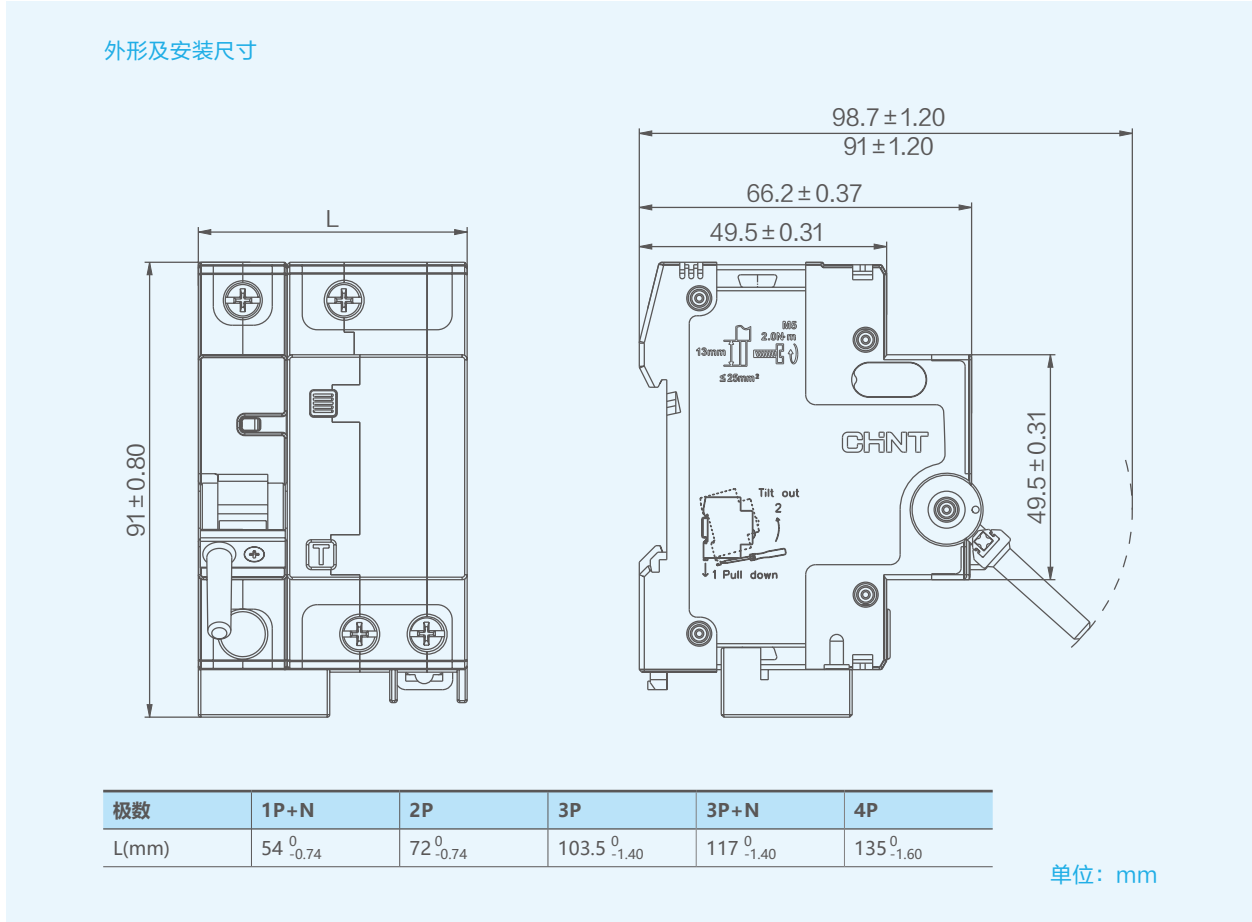 外形及安装尺寸
98.7±1.20
91±1.20
66.2±0.37
L
49.5±0.31
M5
2.0N·m
13mm
≤25mm²
CHNT
91±0.80
49.5±0.31
Tilt out
2
T
1 Pull down
极数 1P+N 2P 3P 3P+N 4P
L(mm) 54 0 -0.74 72 0 -0.74 103.5 0 -1.40 117 0 -1.40 135 0 -1.60
单位：mm